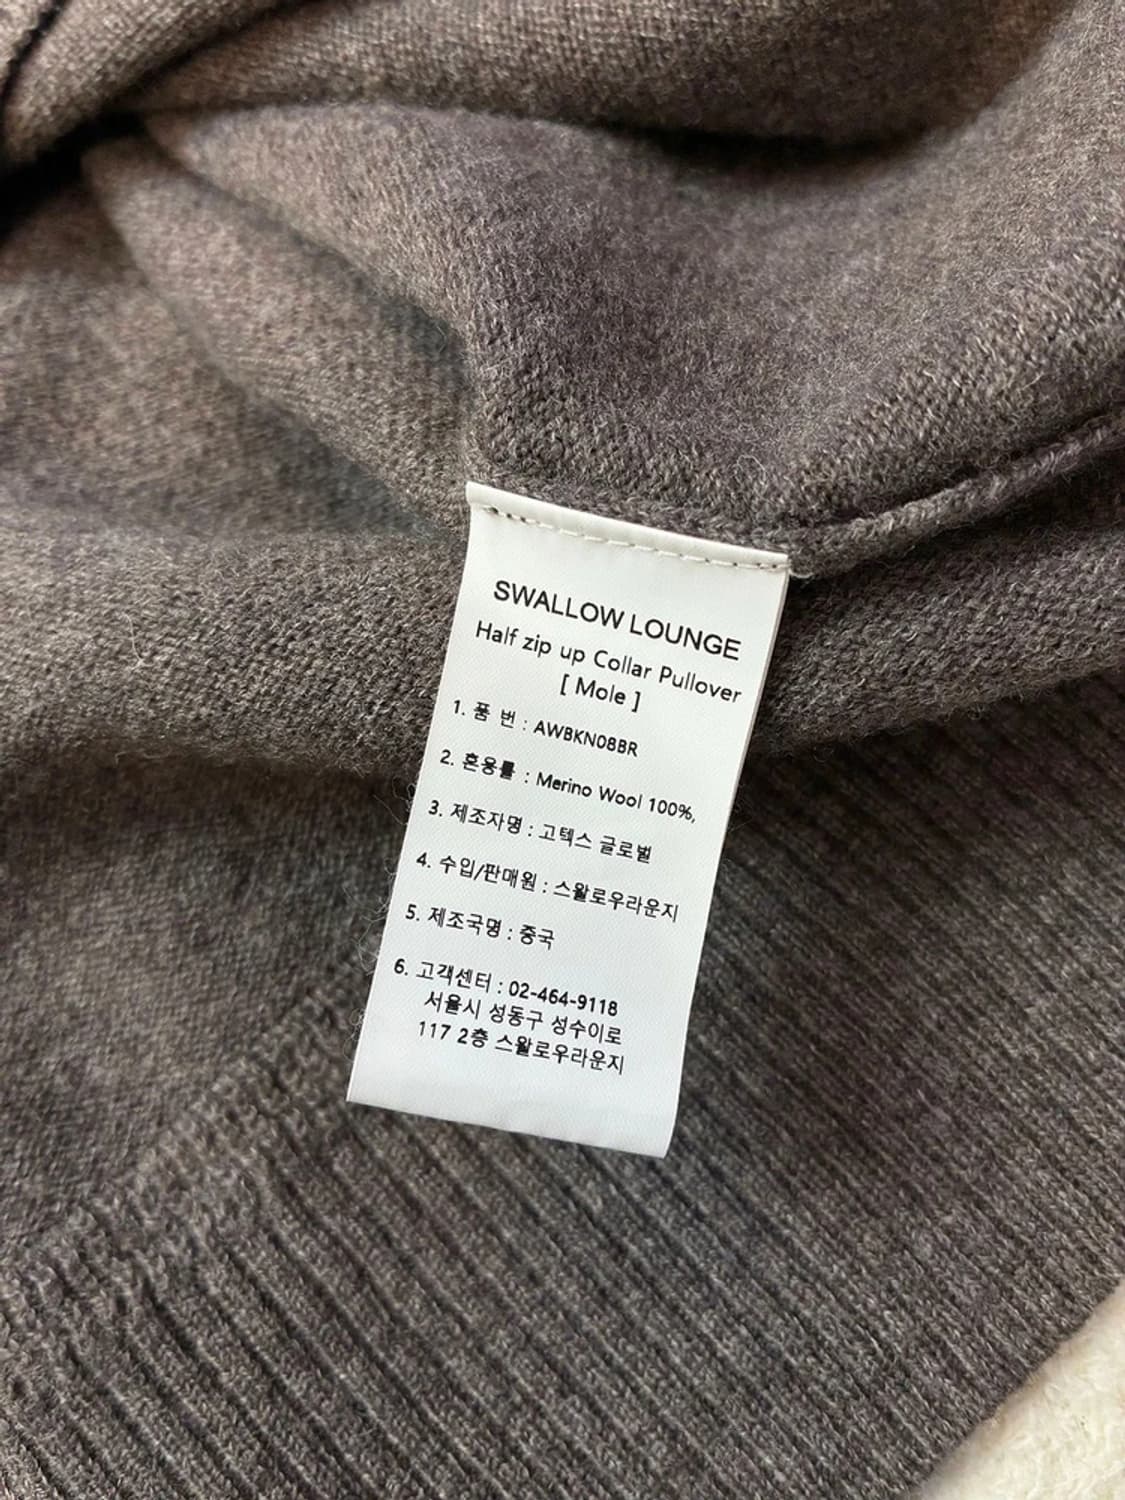 SWALLOW LOUNGE
Half zip up Collar Pullover
[ Mole ]
1. 품 번 : AWBKN08BR
2. 혼용률 : Merino Wool 100%,
3. 제조자명 : 고텍스 글로벌
4. 수입/판매원 : 스왈로우라운지
5. 제조국명 : 중국
6. 고객센터 : 02-464-9118
서울시 성동구 성수이로
117 2층 스왈로우라운지